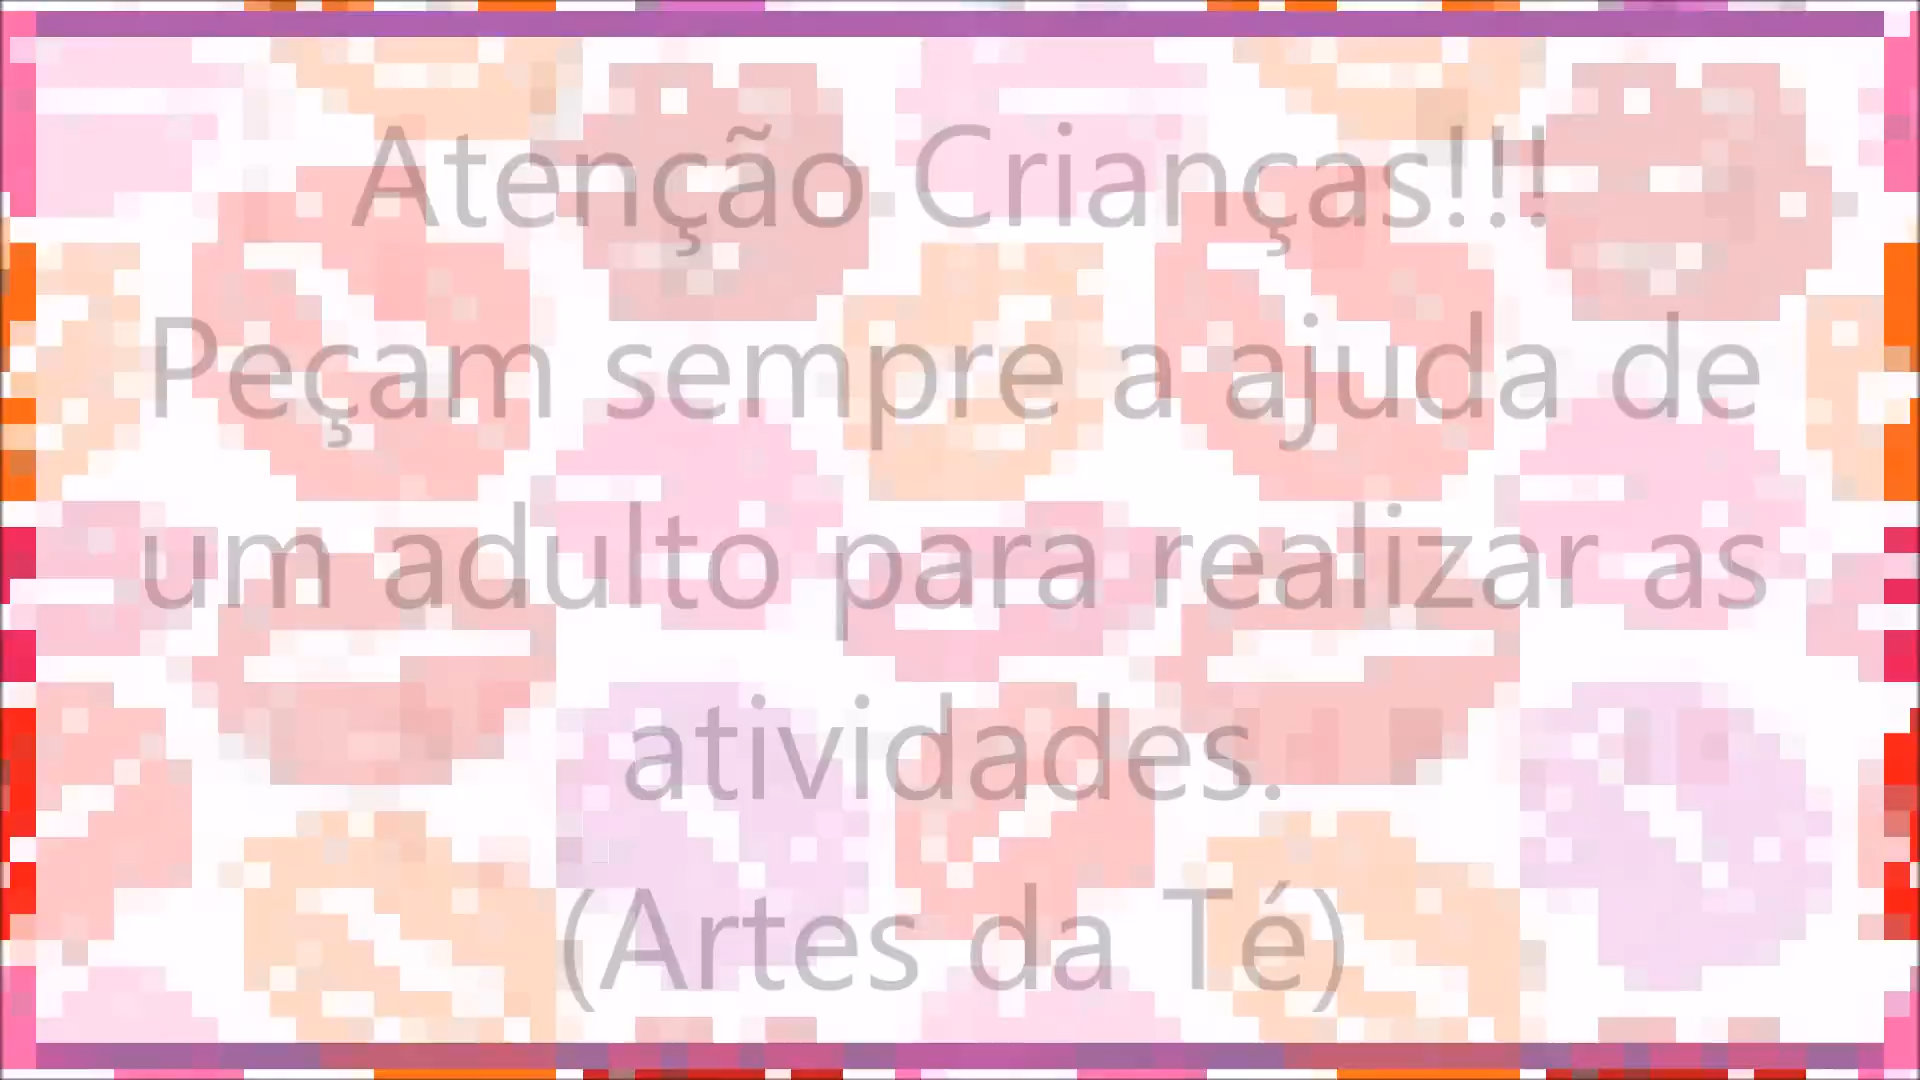 Atenção Crianças!!!
Peçam sempre a ajuda de
um adulto para realizar as
atividades.
(Artes da Té)